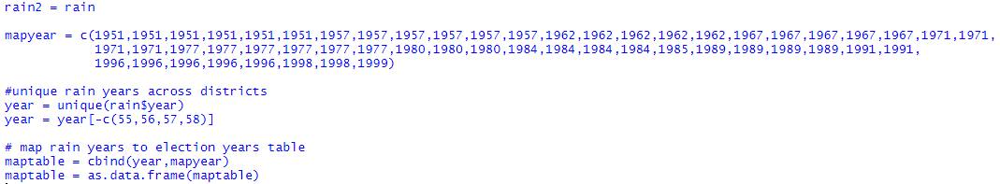 rain2 = rain
mapyear = c(1951,1951,1951,1951,1951,1951,1957,1957,1957,1957,1957,1957,1962,1962,1962,1962,1962,1967,1967,1967,1967,1967,1971,1971,
1971,1971,1977,1977,1977,1977,1977,1977,1980,1980,1980,1984,1984,1984,1984,1985,1989,1989,1989,1989,1991,1991,
1996,1996,1996,1996,1996,1998,1998,1999)
#unique rain years across districts
year = unique(rain$year)
year = year[-c(55,56,57,58)]
# map rain years to election years table
maptable = cbind(year,mapyear)
maptable = as.data.frame(maptable)